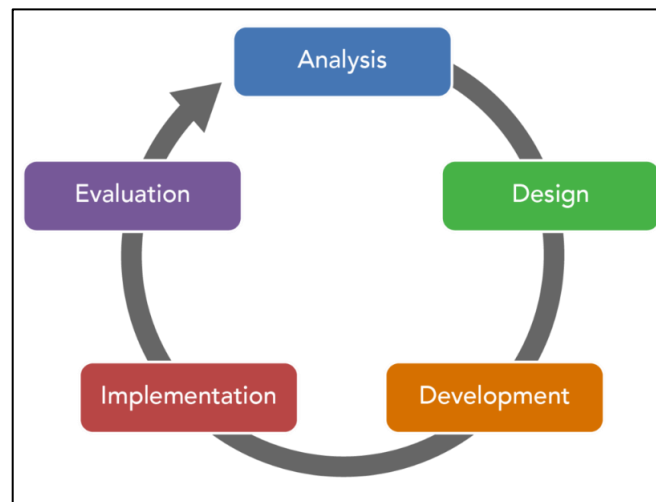 Analysis
Design
Development
Implementation
Evaluation